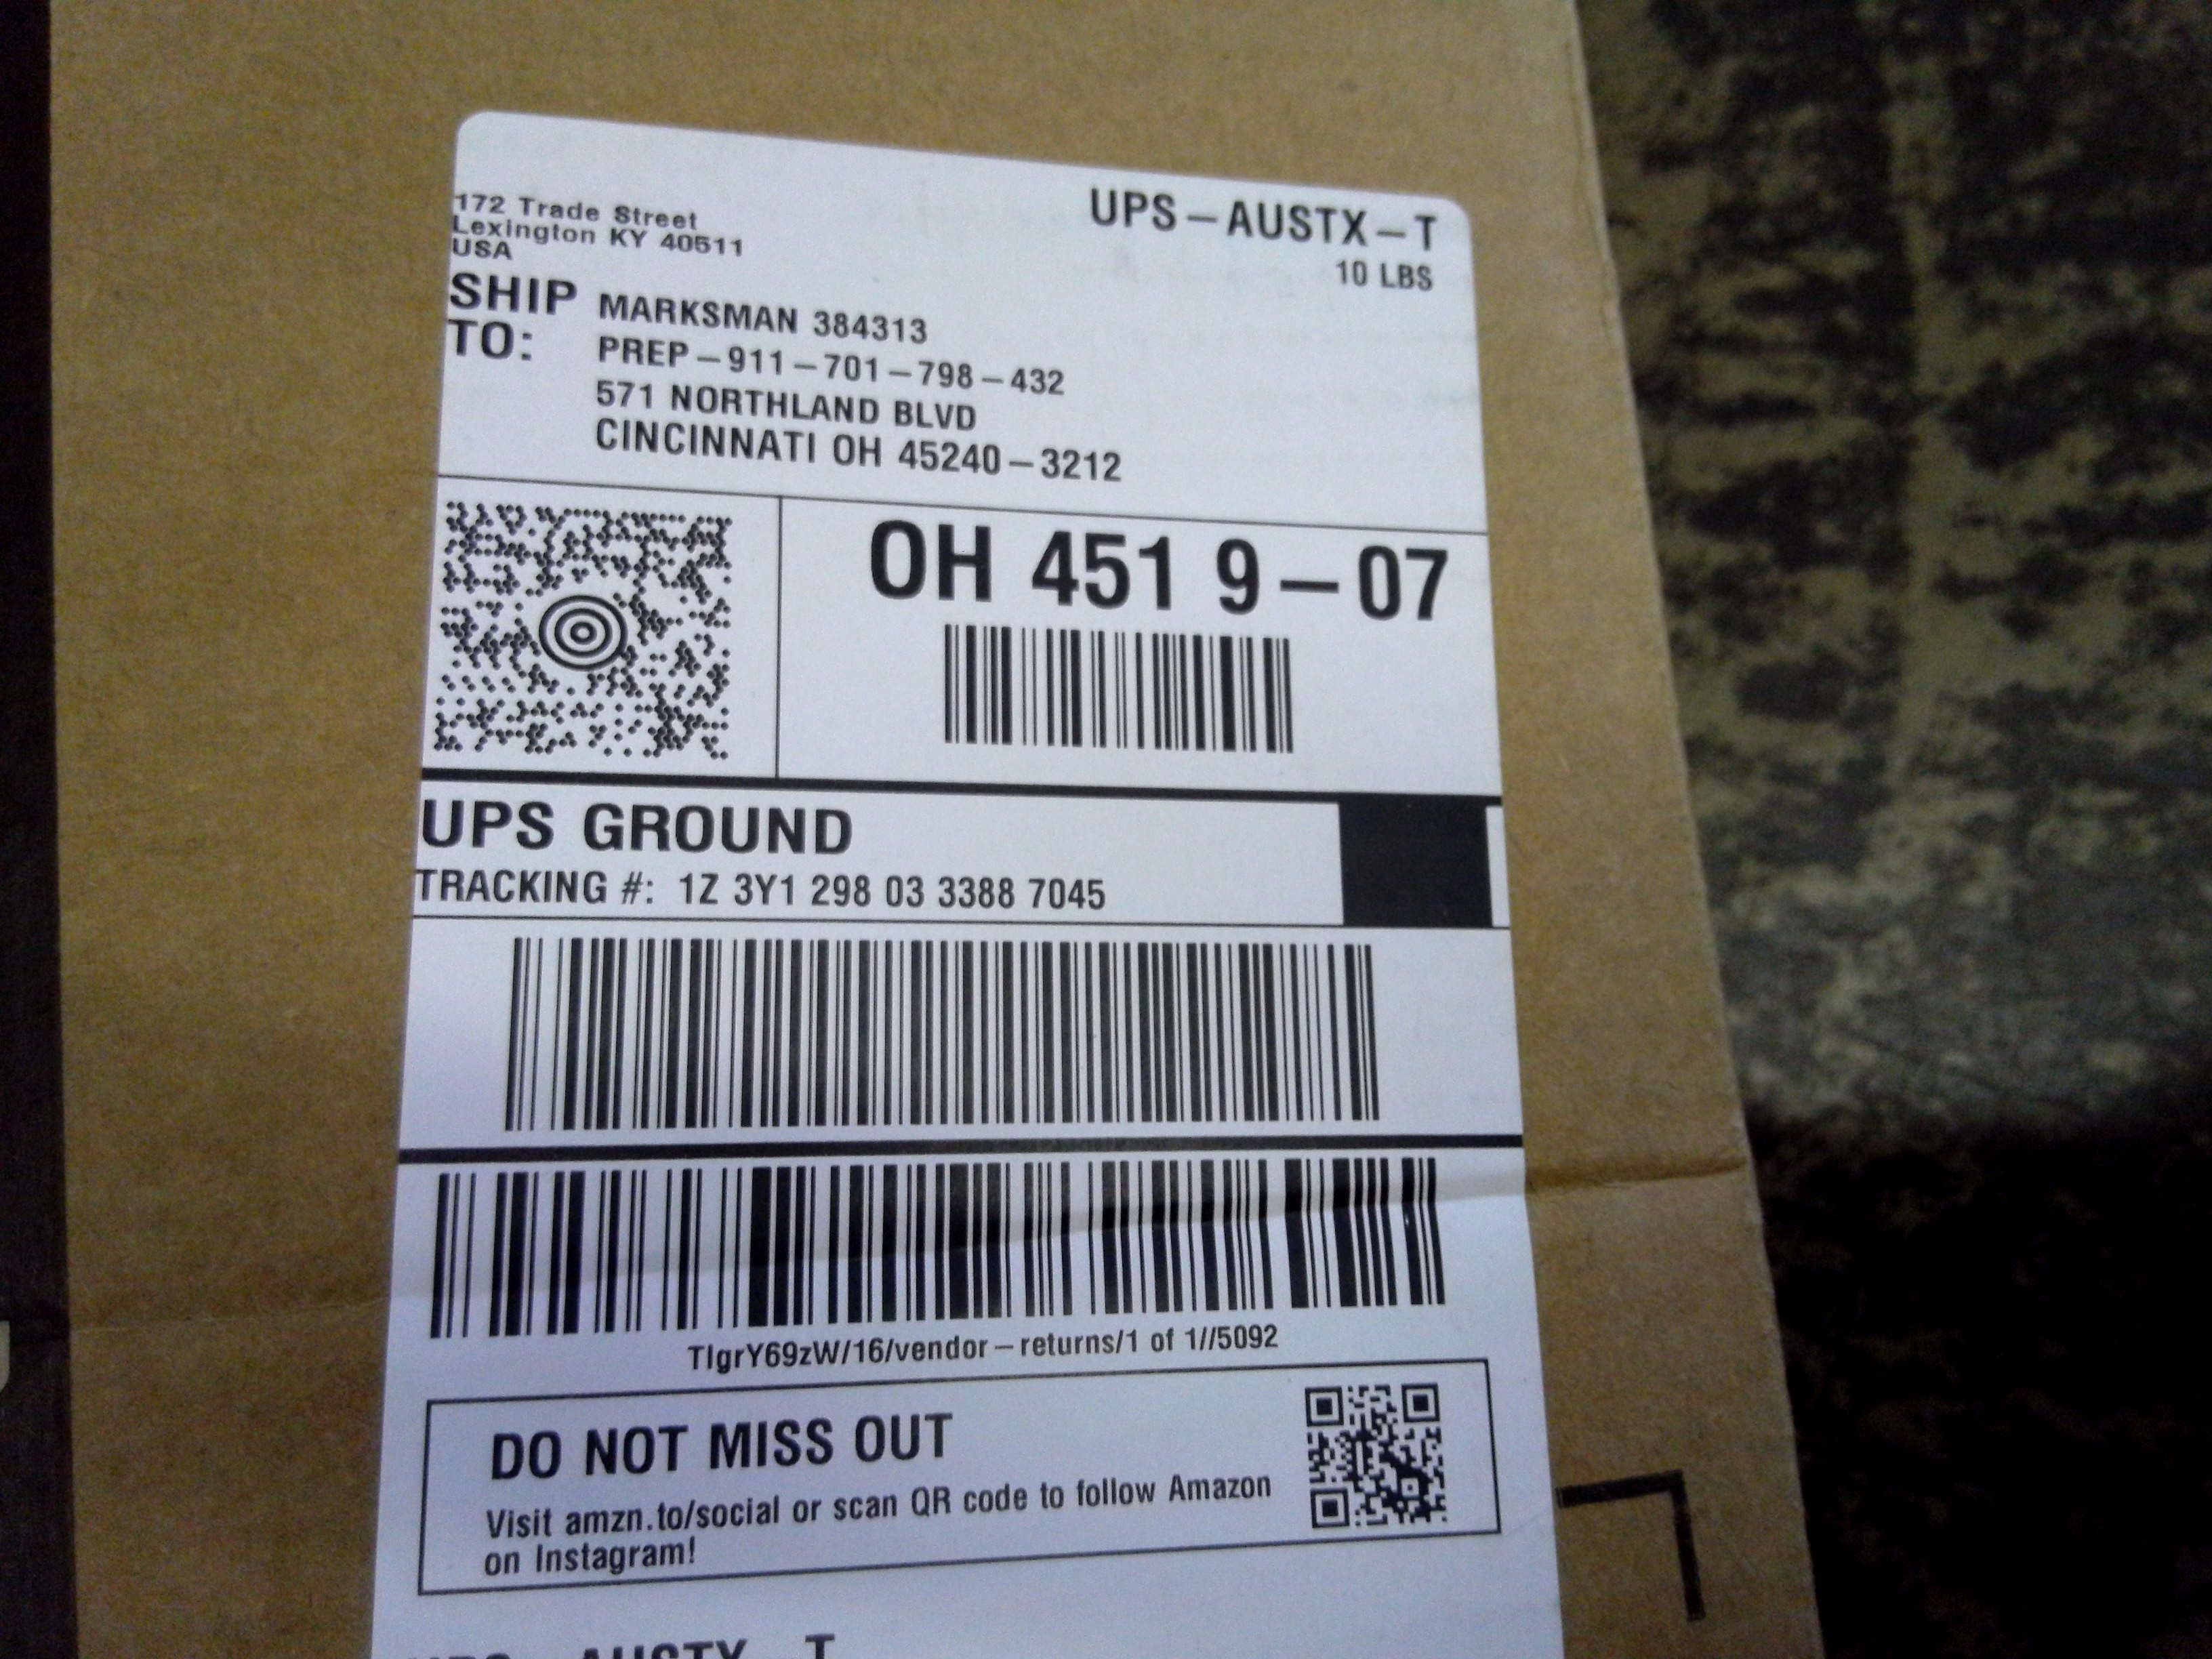 172 Trade Street
Lexington KY 40511
USA
UPS-AUSTX-T
10 LBS
SHIP TO:
MARKSMAN 384313
PREP-911-701-798-432
571 NORTHLAND BLVD
CINCINNATI OH 45240-3212
OH 451 9-07
UPS GROUND
TRACKING #: 1Z 3Y1 298 03 3388 7045
TIgrY69zW/16/vendor-returns/1 of 1//5092
DO NOT MISS OUT
Visit amzn.to/social or scan QR code to follow Amazon
on Instagram!
UPS-AUSTX-T